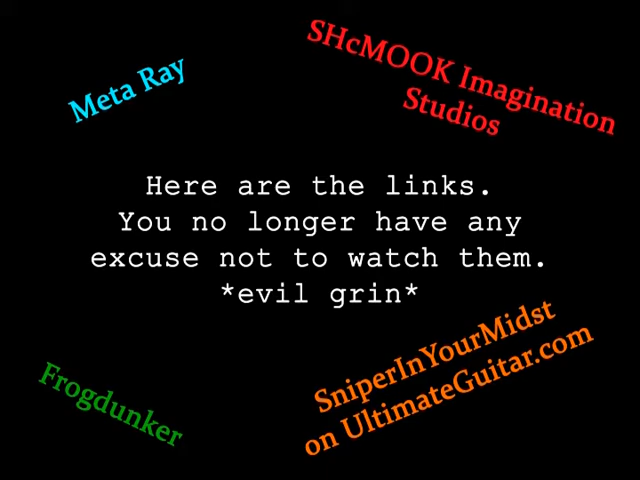 Meta Ray
SHcMOOK Imagination
Studios
Here are the links.
You no longer have any
excuse not to watch them.
*evil grin*
Frogdunker
SniperInYourMidst
on UltimateGuitar.com